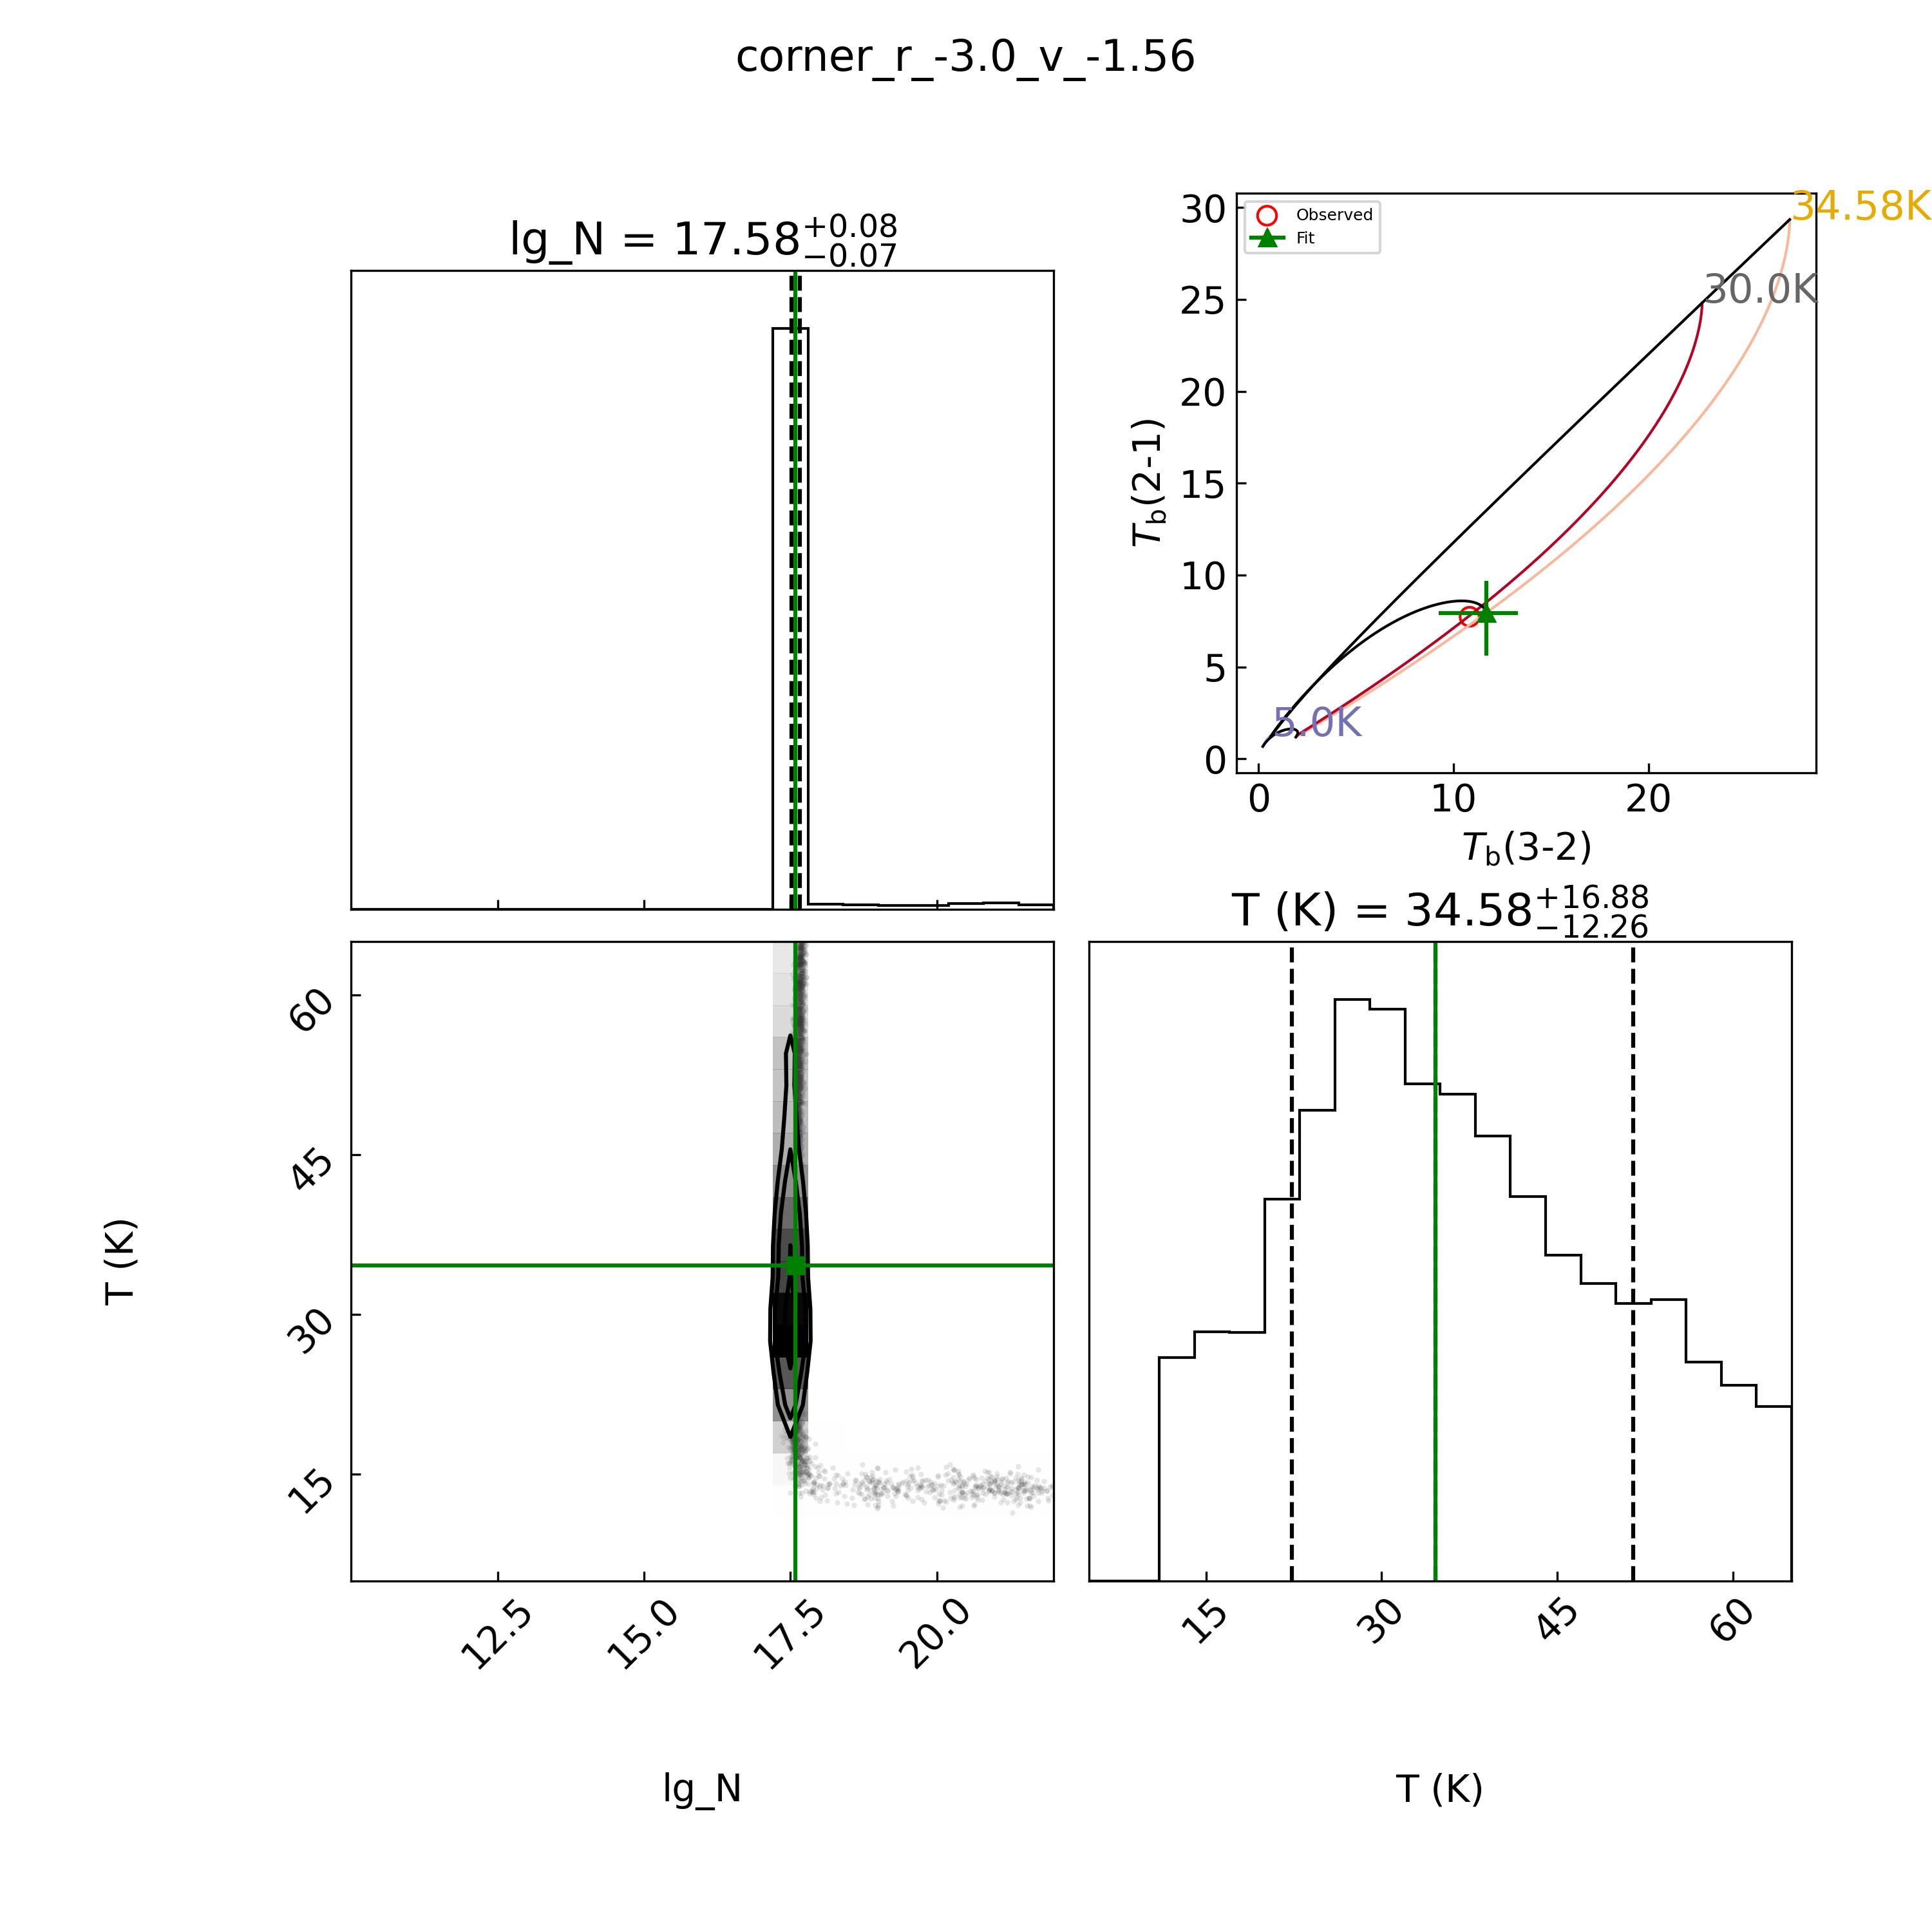 corner_r_-3.0_v_-1.56
lg_N = 17.58 +0.08 −0.07
34.58K
30
Observed
Fit
30.0K
25
20
15
10
5
0
5.0K
T_b(2-1)
0 10 20
T_b(3-2)
T (K) = 34.58 +16.88 −12.26
60
45
30
15
T (K)
12.5 15.0 17.5 20.0
lg_N
15 30 45 60
T (K)